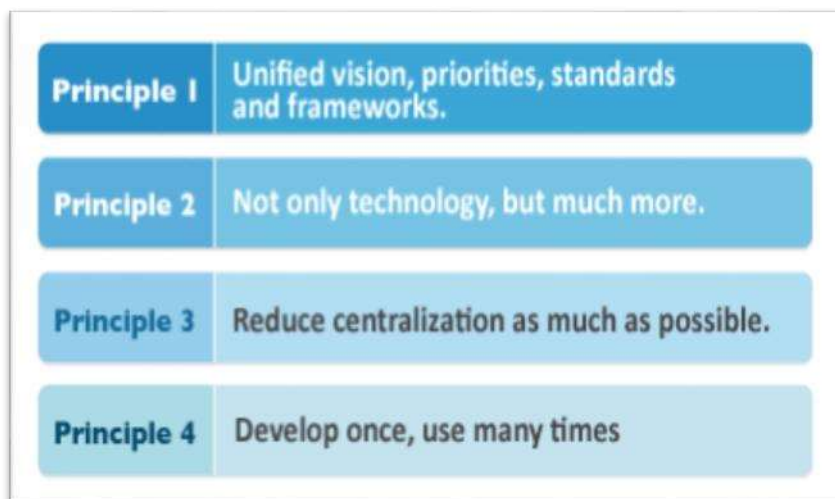 Principle 1
Unified vision, priorities, standards
and frameworks.
Principle 2
Not only technology, but much more.
Principle 3
Reduce centralization as much as possible.
Principle 4
Develop once, use many times